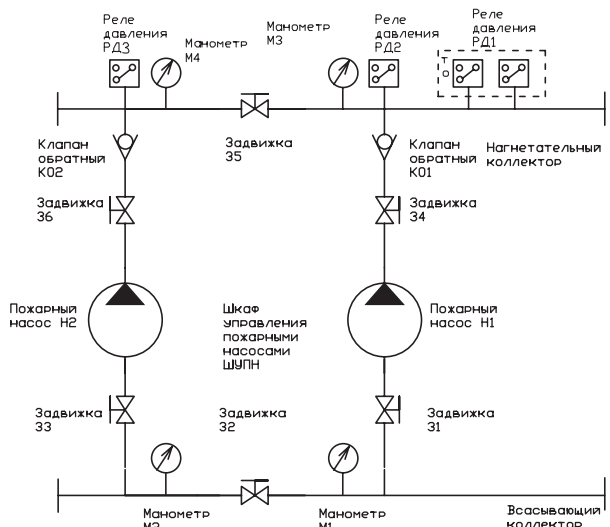 Реле
давления
РД3
Манометр
М4
Манометр
М3
Реле
давления
РД2
Реле
давления
РД1
Т
о
Клапан
обратный
КО2
Задвижка
З5
Клапан
обратный
КО1
Нагнетательный
коллектор
Задвижка
З6
Задвижка
З4
Пожарный
насос Н2
Шкаф
управления
пожарными
насосами
ШУПН
Пожарный
насос Н1
Задвижка
З3
Задвижка
З2
Задвижка
З1
Манометр
М2
Манометр
М1
Всасывающий
коллектор